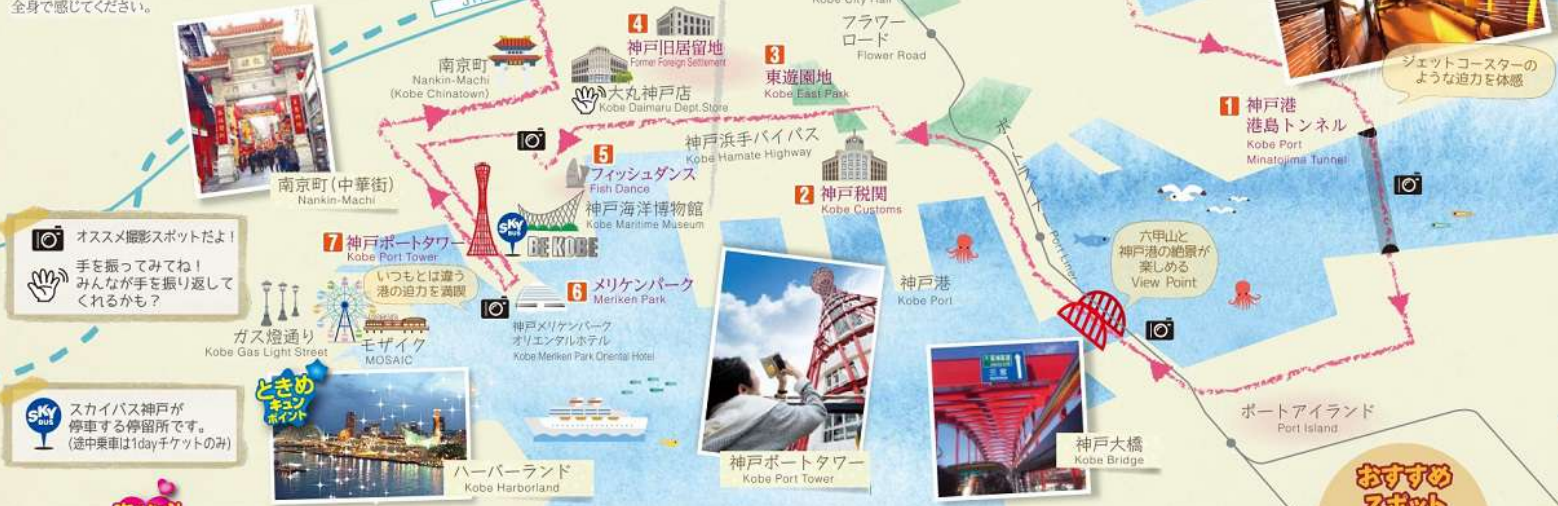 全身で感じてください。
Kobe City Hall
フラワー
ロード
Flower Road
4
神戸旧居留地
Former Foreign Settlement
南京町
Nankin-Machi
(Kobe Chinatown)
大丸神戸店
Kobe Daimaru Dept.Store
3
東遊園地
Kobe East Park
ジェットコースターの
ような迫力を体感
1 神戸港
港島トンネル
Kobe Port
Minatojima Tunnel
神戸浜手バイパス
Kobe Hamate Highway
ポートライナー Port Liner
5
フィッシュダンス
Fish Dance
2 神戸税関
Kobe Customs
南京町(中華街)
Nankin-Machi
神戸海洋博物館
Kobe Maritime Museum
SKY
BUS
BE KOBE
オススメ撮影スポットだよ!
手を振ってみてね!
みんなが手を振り返して
くれるかも?
7 神戸ポートタワー
Kobe Port Tower
いつもとは違う
港の迫力を満喫
6 メリケンパーク
Meriken Park
神戸メリケンパーク
オリエンタルホテル
Kobe Meriken Park Oriental Hotel
神戸港
Kobe Port
六甲山と
神戸港の絶景が
楽しめる
View Point
ガス燈通り
Kobe Gas Light Street
モザイク
MOSAIC
ときめ
キュン
ポイント
SKY
BUS
スカイバス神戸が
停車する停留所です。
(途中乗車は1dayチケットのみ)
ハーバーランド
Kobe Harborland
神戸ポートタワー
Kobe Port Tower
神戸大橋
Kobe Bridge
ポートアイランド
Port Island
おすすめ
スポット